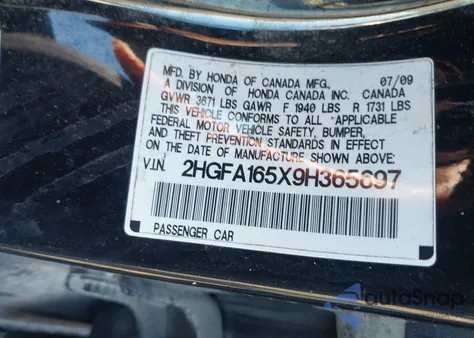 MFD. BY HONDA OF CANADA MFG., 07/09
A DIVISION OF HONDA CANADA INC. CANADA
GVWR 3671 LBS GAWR F 1940 LBS R 1731 LBS
THIS VEHICLE CONFORMS TO ALL APPLICABLE
FEDERAL MOTOR VEHICLE SAFETY, BUMPER,
AND THEFT PREVENTION STANDARDS IN EFFECT
ON THE DATE OF MANUFACTURE SHOWN ABOVE.
V.I.N. 2HGFA165X9H365697
PASSENGER CAR
autoSnap